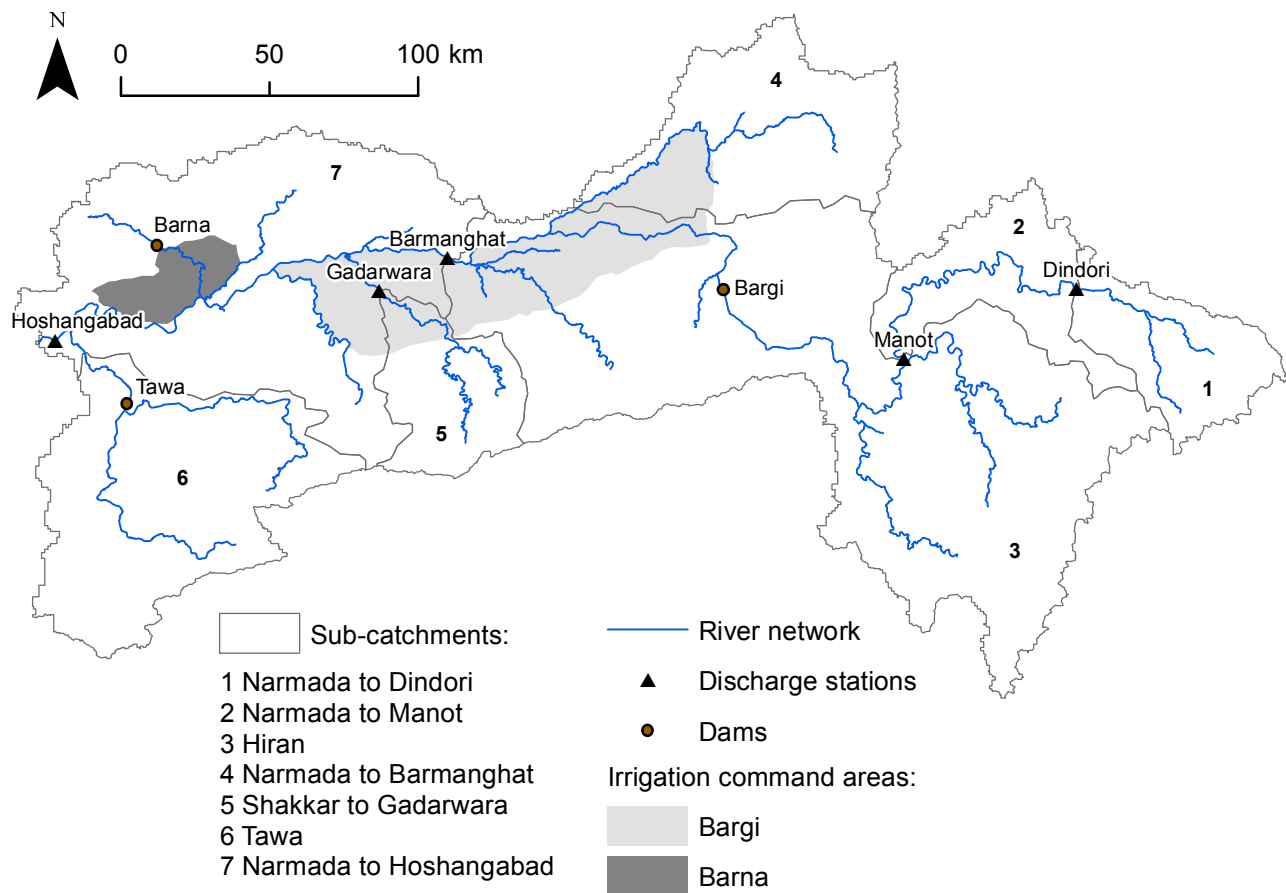 N
0 50 100 km
4
7
2
Barna
Barmanghat
Gadarwara
Dindori
Bargi
Hoshangabad
Manot
Tawa
1
5
6
3
Sub-catchments:
1 Narmada to Dindori
2 Narmada to Manot
3 Hiran
4 Narmada to Barmanghat
5 Shakkar to Gadarwara
6 Tawa
7 Narmada to Hoshangabad
River network
Discharge stations
Dams
Irrigation command areas:
Bargi
Barna